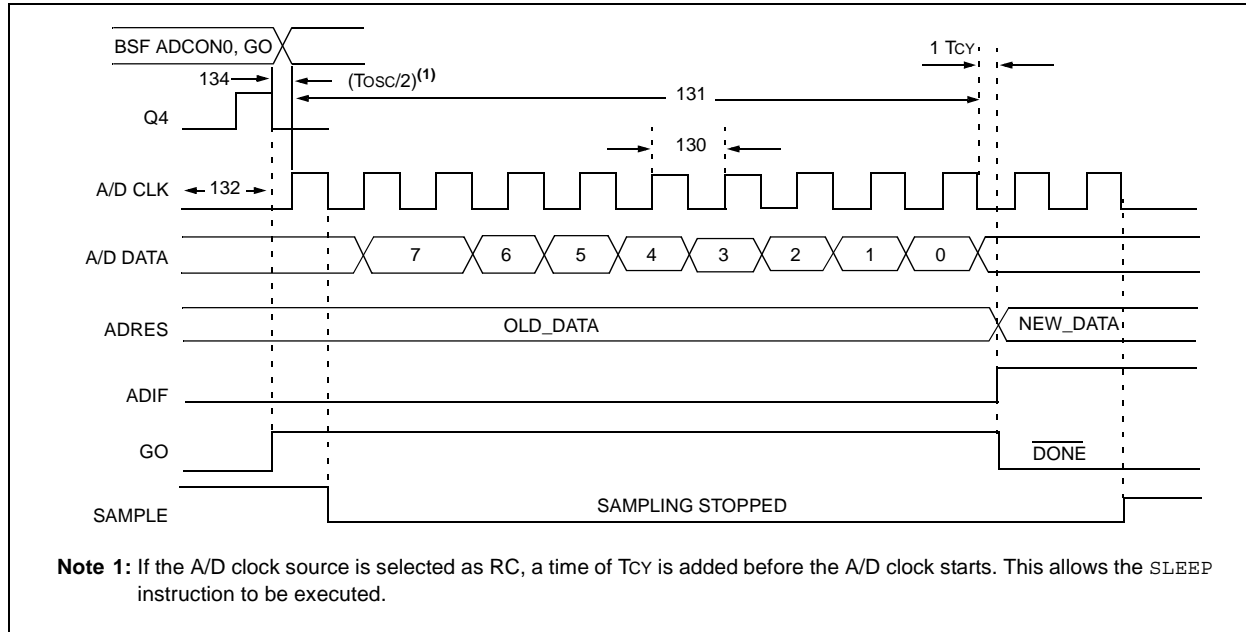 BSF ADCON0, GO
1 TCY
134
(TOSC/2)(1)
131
Q4
130
A/D CLK
132
A/D DATA
7 6 5 4 3 2 1 0
ADRES
OLD_DATA
NEW_DATA
ADIF
GO
DONE
SAMPLE
SAMPLING STOPPED
Note 1: If the A/D clock source is selected as RC, a time of TCY is added before the A/D clock starts. This allows the SLEEP
instruction to be executed.